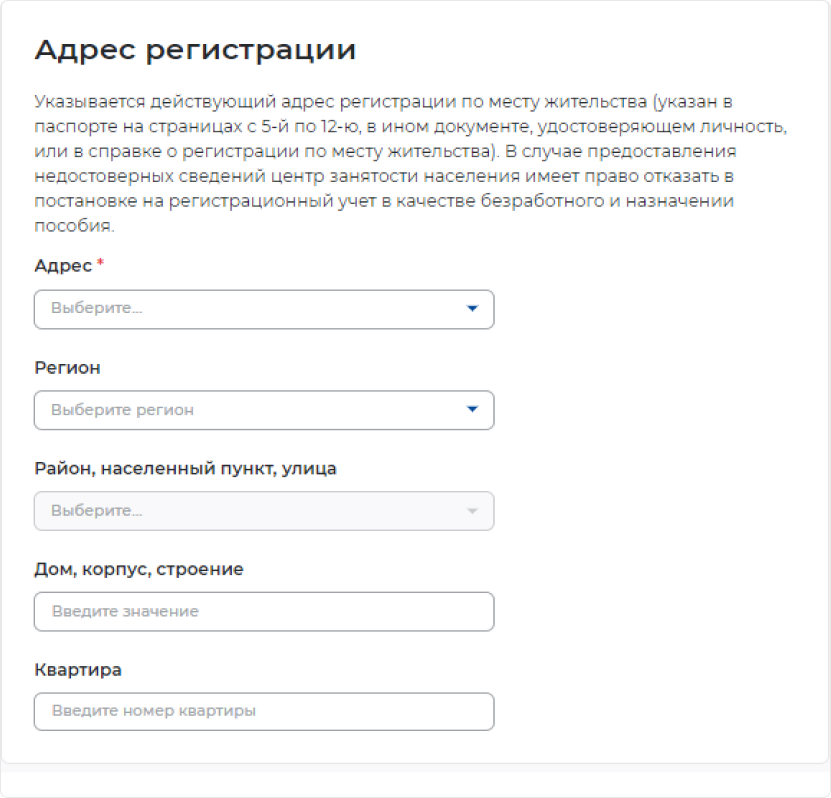 Адрес регистрации
Указывается действующий адрес регистрации по месту жительства (указан в
паспорте на страницах с 5-й по 12-ю, в ином документе, удостоверяющем личность,
или в справке о регистрации по месту жительства). В случае предоставления
недостоверных сведений центр занятости населения имеет право отказать в
постановке на регистрационный учет в качестве безработного и назначении
пособия.
Адрес *
Выберите...
Регион
Выберите регион
Район, населенный пункт, улица
Выберите...
Дом, корпус, строение
Введите значение
Квартира
Введите номер квартиры